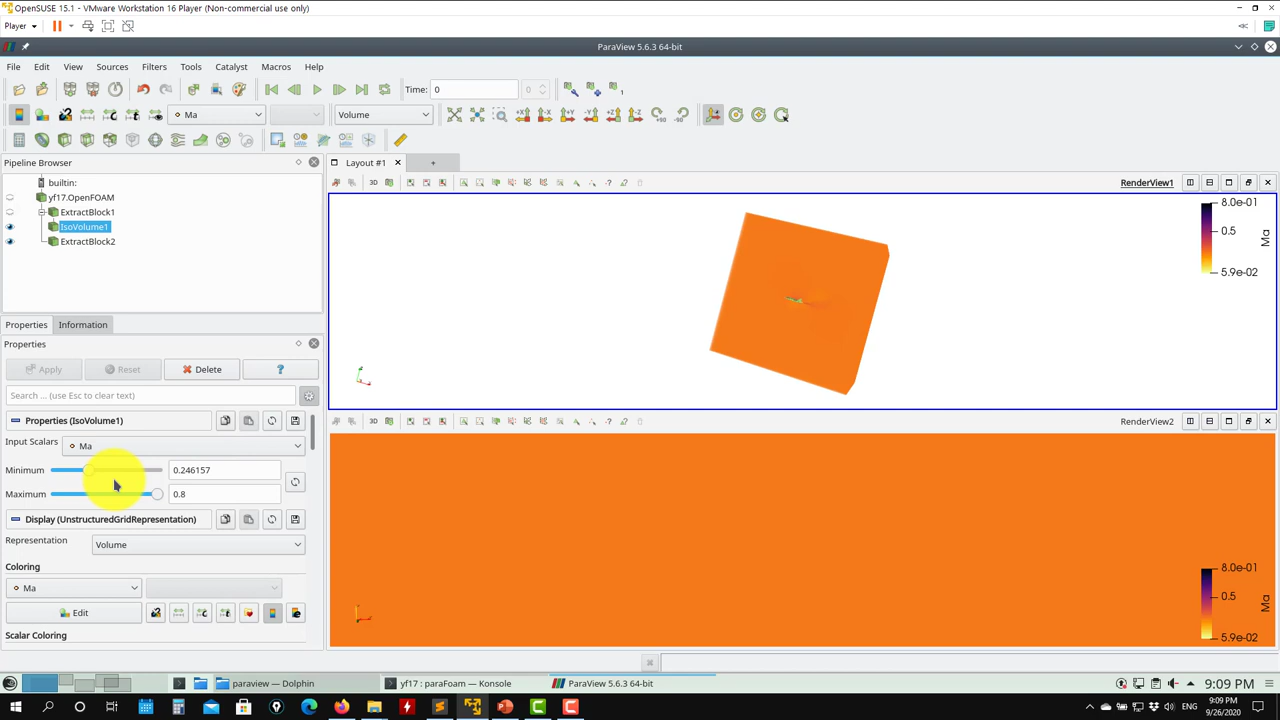 OpenSUSE 15.1 - VMware Workstation 16 Player (Non-commercial use only)
Player
ParaView 5.6.3 64-bit
File Edit View Sources Filters Tools Catalyst Macros Help
Time: 0 0
Ma Volume
Pipeline Browser
Layout #1 +
builtin:
yf17.OpenFOAM
ExtractBlock1
IsoVolume1
ExtractBlock2
3D RenderView1
8.0e-01
0.5
5.9e-02
Ma
Properties Information
Properties
Apply Reset Delete ?
Search ... (use Esc to clear text)
Properties (IsoVolume1)
Input Scalars Ma
Minimum 0.246157
Maximum 0.8
Display (UnstructuredGridRepresentation)
Representation Volume
Coloring
Ma
Edit
Scalar Coloring
3D RenderView2
8.0e-01
0.5
5.9e-02
Ma
paraview — Dolphin yf17 : paraFoam — Konsole ParaView 5.6.3 64-bit 9:09 PM
ENG 9:09 PM
9/26/2020